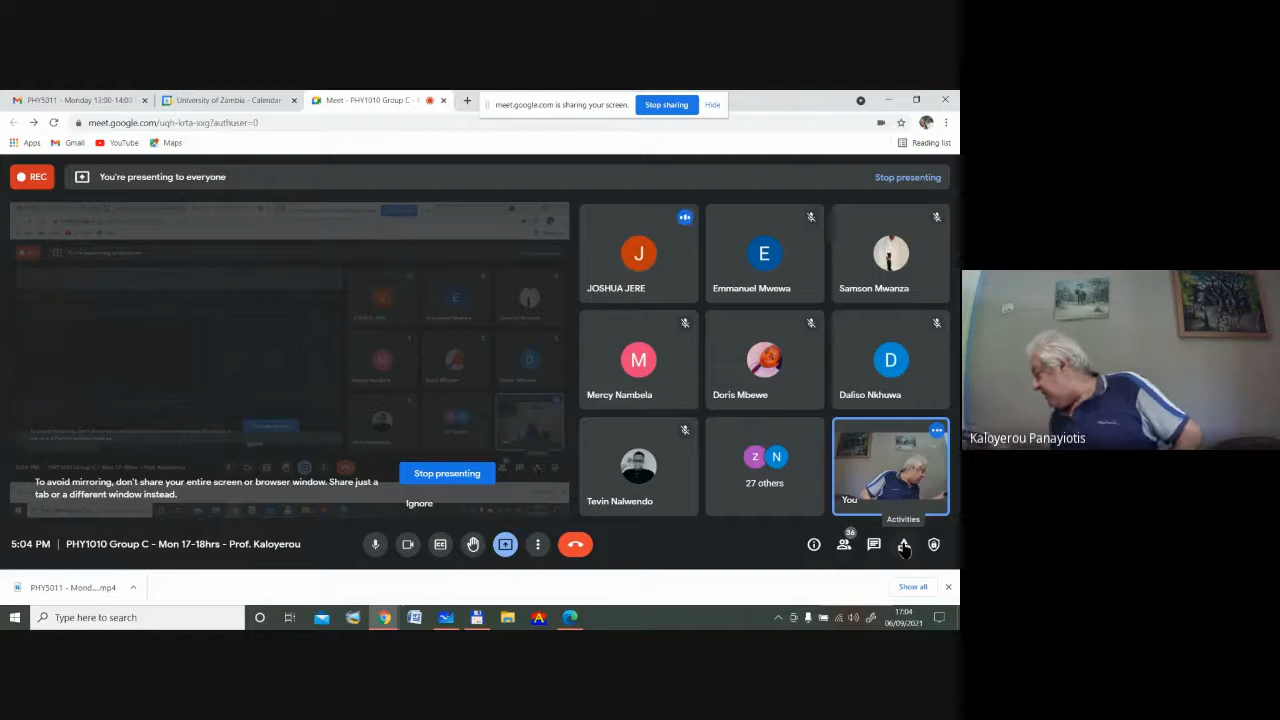 PHY5011 - Monday 13:00-14:00
University of Zambia - Calendar
Meet - PHY1010 Group C -
meet.google.com is sharing your screen.
Stop sharing
Hide
meet.google.com/uqh-krta-xxg?authuser=0
Apps
Gmail
YouTube
Maps
Reading list
REC
You're presenting to everyone
Stop presenting
J
JOSHUA JERE
E
Emmanuel Mwewa
Samson Mwanza
M
Mercy Nambela
Doris Mbewe
D
Daliso Nkhuwa
Tevin Nalwendo
Z N
27 others
You
Kaloyerou Panayiotis
To avoid mirroring, don't share your entire screen or browser window. Share just a
tab or a different window instead.
Stop presenting
Ignore
Activities
5:04 PM | PHY1010 Group C - Mon 17-18hrs - Prof. Kaloyerou
36
PHY5011 - Mond....mp4
Show all
Type here to search
17:04
06/09/2021